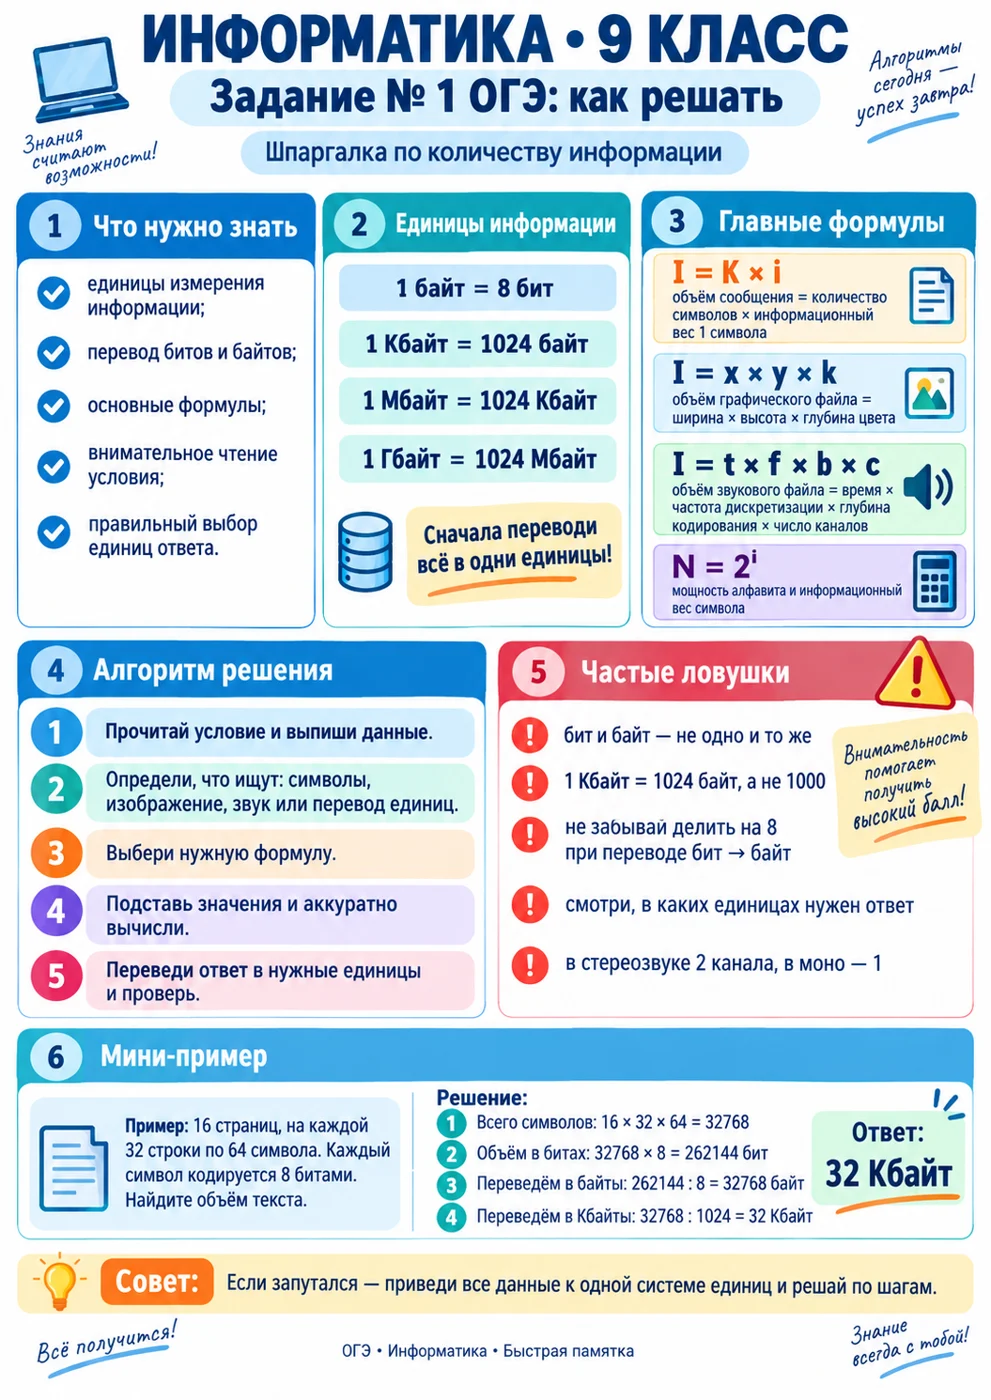 ИНФОРМАТИКА • 9 КЛАСС
Задание № 1 ОГЭ: как решать
Шпаргалка по количеству информации
Знания
считают
возможности!
Алгоритмы
сегодня —
успех завтра!
1 Что нужно знать
единицы измерения
информации;
перевод битов и байтов;
основные формулы;
внимательное чтение
условия;
правильный выбор
единиц ответа.
2 Единицы информации
1 байт = 8 бит
1 Кбайт = 1024 байт
1 Мбайт = 1024 Кбайт
1 Гбайт = 1024 Мбайт
Сначала переводи
всё в одни единицы!
3 Главные формулы
I = K × i
объём сообщения = количество
символов × информационный
вес 1 символа
I = x × y × k
объём графического файла =
ширина × высота × глубина цвета
I = t × f × b × c
объём звукового файла = время ×
частота дискретизации × глубина
кодирования × число каналов
N = 2ⁱ
мощность алфавита и информационный
вес символа
4 Алгоритм решения
1 Прочитай условие и выпиши данные.
2 Определи, что ищут: символы,
изображение, звук или перевод единиц.
3 Выбери нужную формулу.
4 Подставь значения и аккуратно
вычисли.
5 Переведи ответ в нужные единицы
и проверь.
5 Частые ловушки
! бит и байт — не одно и то же
! 1 Кбайт = 1024 байт, а не 1000
! не забывай делить на 8
при переводе бит → байт
! смотри, в каких единицах нужен ответ
! в стереозвуке 2 канала, в моно — 1
!
Внимательность
помогает
получить
высокий балл!
6 Мини-пример
Пример: 16 страниц, на каждой
32 строки по 64 символа. Каждый
символ кодируется 8 битами.
Найдите объём текста.
Решение:
1 Всего символов: 16 × 32 × 64 = 32768
2 Объём в битах: 32768 × 8 = 262144 бит
3 Переведём в байты: 262144 : 8 = 32768 байт
4 Переведём в Кбайты: 32768 : 1024 = 32 Кбайт
Ответ:
32 Кбайт
Совет: Если запутался — приведи все данные к одной системе единиц и решай по шагам.
Всё получится!
ОГЭ • Информатика • Быстрая памятка
Знание
всегда с тобой!